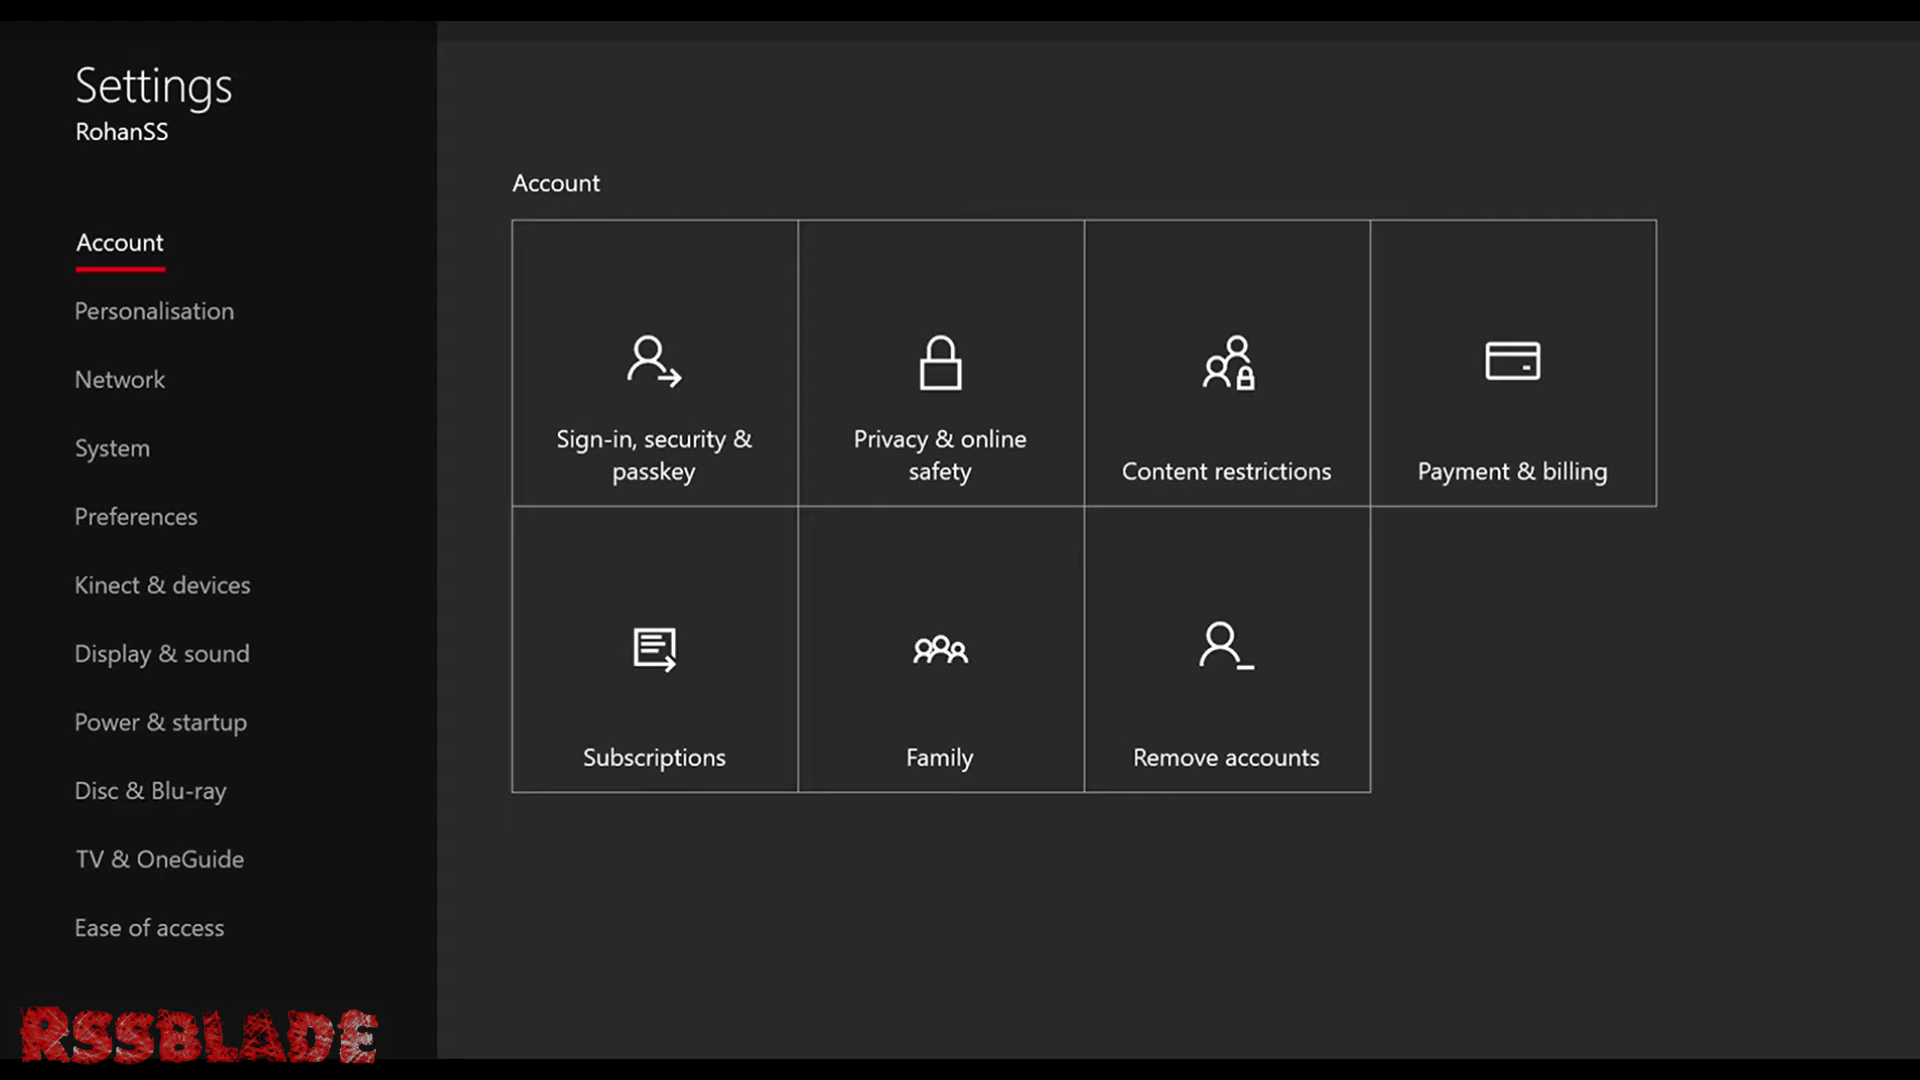 Settings
RohanSS
Account
Personalisation
Network
System
Preferences
Kinect & devices
Display & sound
Power & startup
Disc & Blu-ray
TV & OneGuide
Ease of access
Account
Sign-in, security &
passkey
Privacy & online
safety
Content restrictions
Payment & billing
Subscriptions
Family
Remove accounts
RSSBLADE